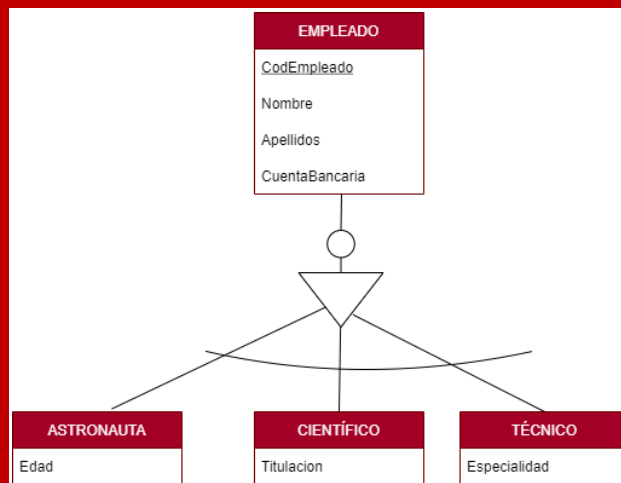 EMPLEADO
CodEmpleado
Nombre
Apellidos
CuentaBancaria
ASTRONAUTA
CIENTÍFICO
TÉCNICO
Edad
Titulacion
Especialidad